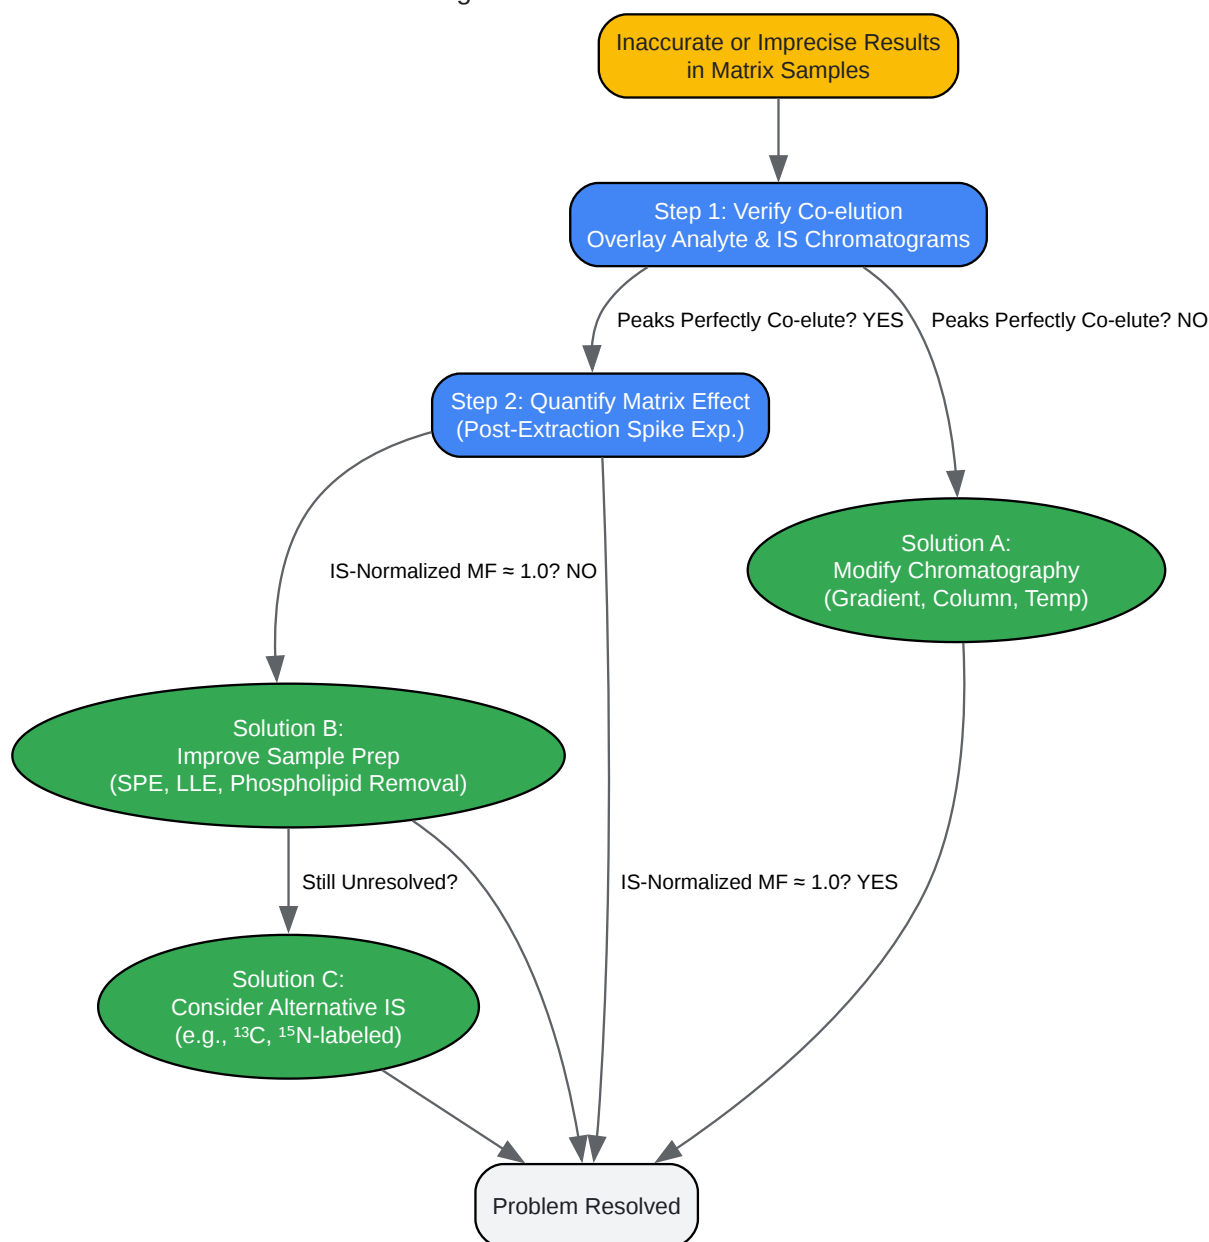 Inaccurate or Imprecise Results
in Matrix Samples
Step 1: Verify Co-elution
Overlay Analyte & IS Chromatograms
Peaks Perfectly Co-elute? YES
Peaks Perfectly Co-elute? NO
Step 2: Quantify Matrix Effect
(Post-Extraction Spike Exp.)
Solution A:
Modify Chromatography
(Gradient, Column, Temp)
IS-Normalized MF ≈ 1.0? NO
Solution B:
Improve Sample Prep
(SPE, LLE, Phospholipid Removal)
Still Unresolved?
IS-Normalized MF ≈ 1.0? YES
Solution C:
Consider Alternative IS
(e.g., ¹³C, ¹⁵N-labeled)
Problem Resolved